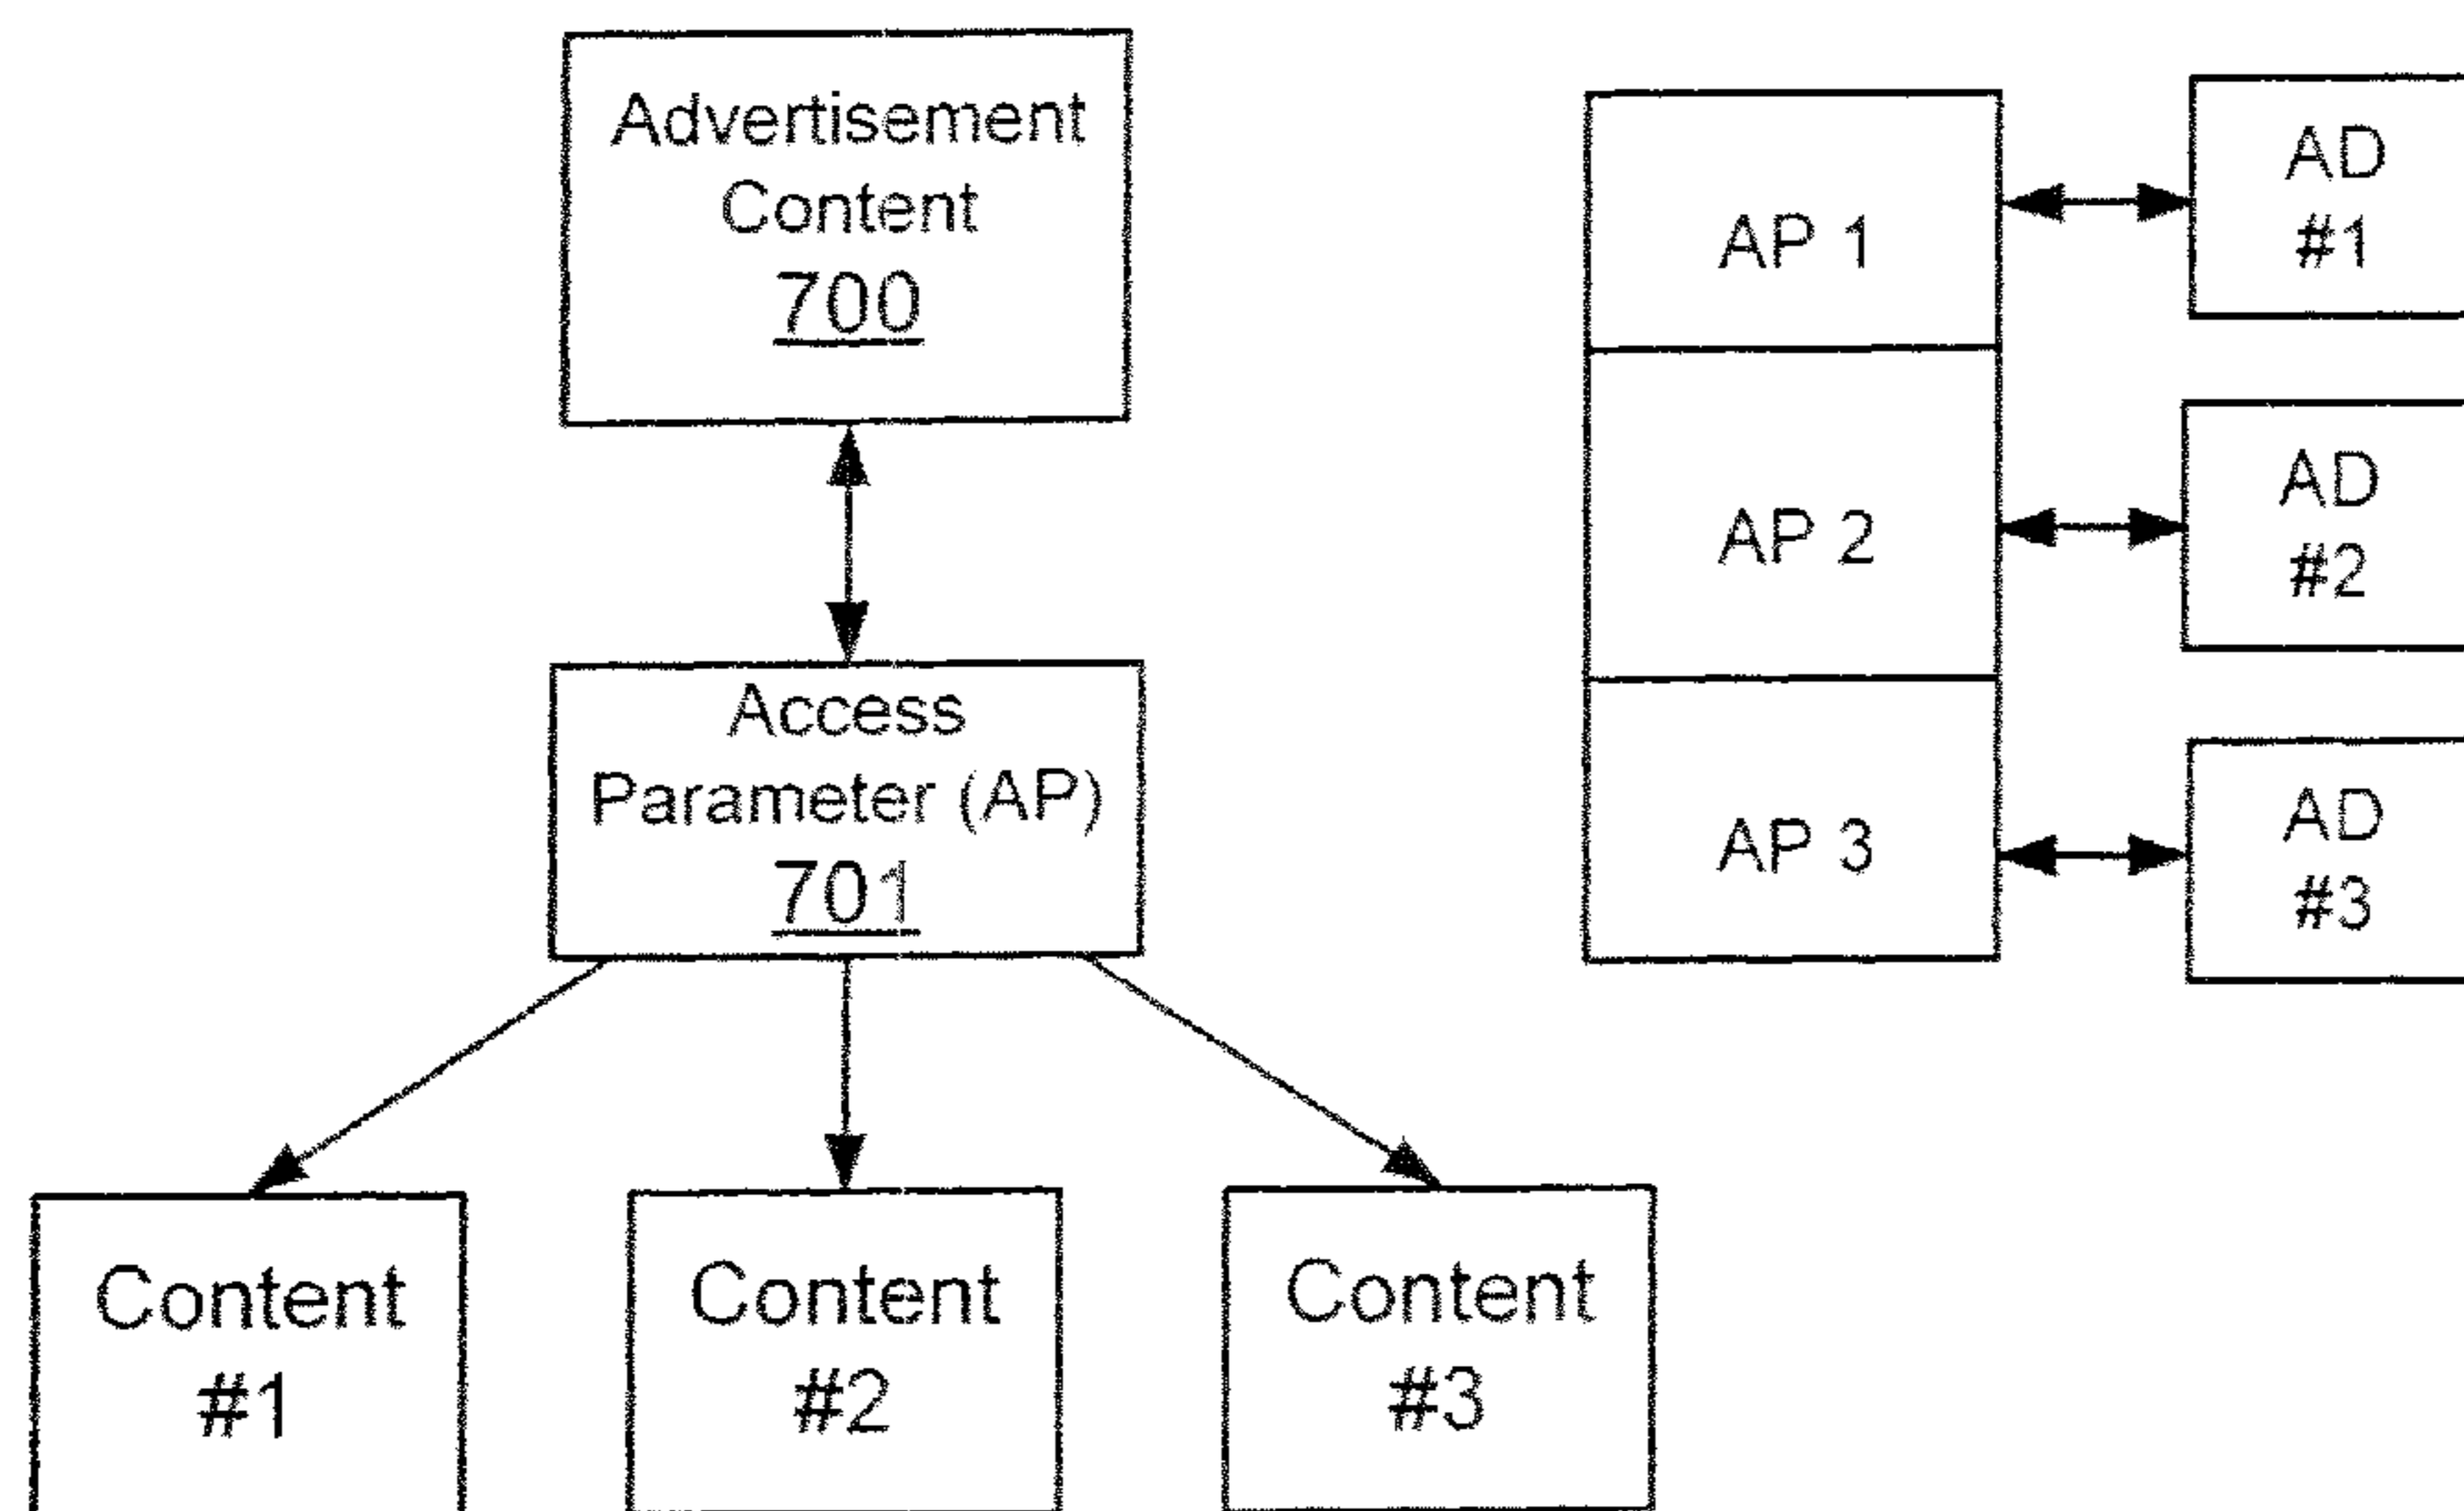 Advertisement
Content
700
Access
Parameter (AP)
701
Content
#1
Content
#2
Content
#3
AP 1
AD
#1
AP 2
AD
#2
AP 3
AD
#3